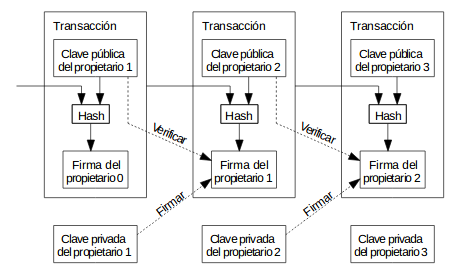 Transacción
Clave pública
del propietario 1
Hash
Firma del
propietario 0
Transacción
Clave pública
del propietario 2
Hash
Firma del
propietario 1
Transacción
Clave pública
del propietario 3
Hash
Firma del
propietario 2
Verificar
Verificar
Firmar
Firmar
Clave privada
del propietario 1
Clave privada
del propietario 2
Clave privada
del propietario 3